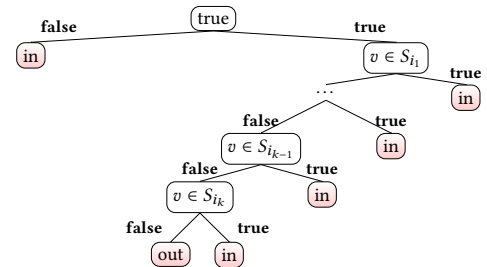 true
false true
in v ∈ S_{i_1}
true
… in
false true
v ∈ S_{i_{k−1}} in
false true
v ∈ S_{i_k} in
false true
out in